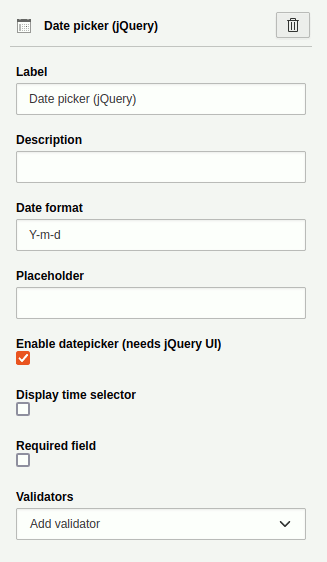 Date picker (jQuery)
Label
Date picker (jQuery)
Description
Date format
Y-m-d
Placeholder
Enable datepicker (needs jQuery UI)
Display time selector
Required field
Validators
Add validator